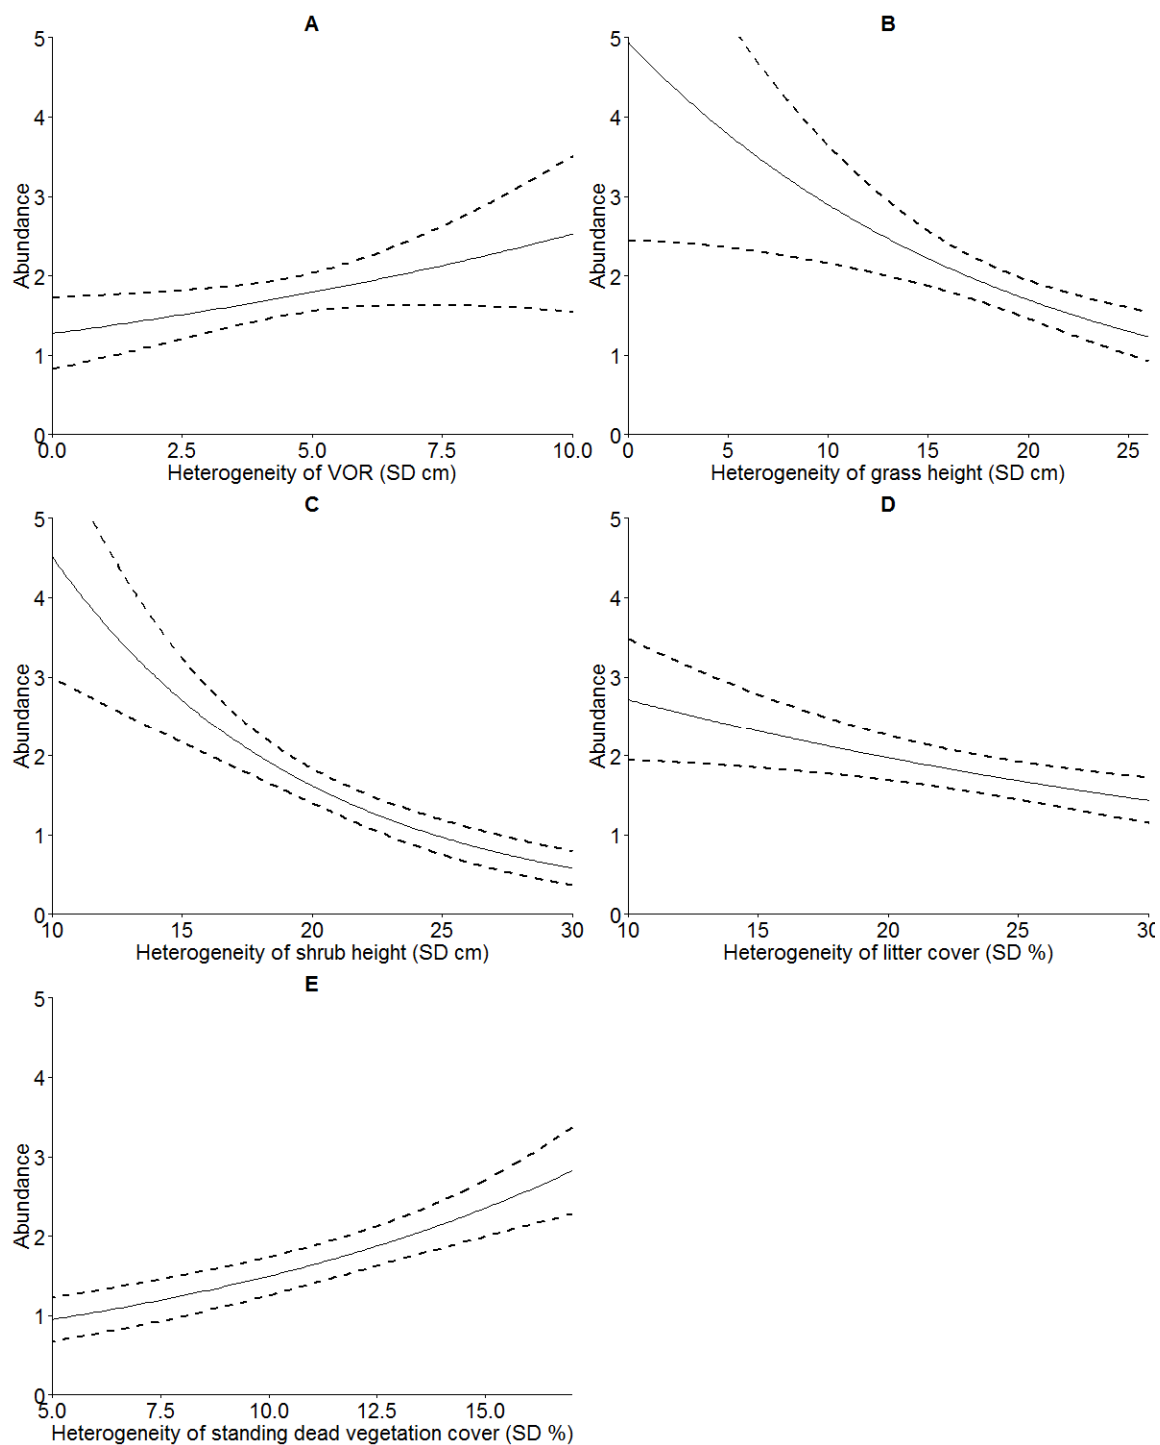 A
5
4
3
2
1
0
Abundance
0.0 2.5 5.0 7.5 10.0
Heterogeneity of VOR (SD cm)
B
5
4
3
2
1
0
Abundance
0 5 10 15 20 25
Heterogeneity of grass height (SD cm)
C
5
4
3
2
1
0
Abundance
10 15 20 25 30
Heterogeneity of shrub height (SD cm)
D
5
4
3
2
1
0
Abundance
10 15 20 25 30
Heterogeneity of litter cover (SD %)
E
5
4
3
2
1
0
Abundance
5.0 7.5 10.0 12.5 15.0
Heterogeneity of standing dead vegetation cover (SD %)